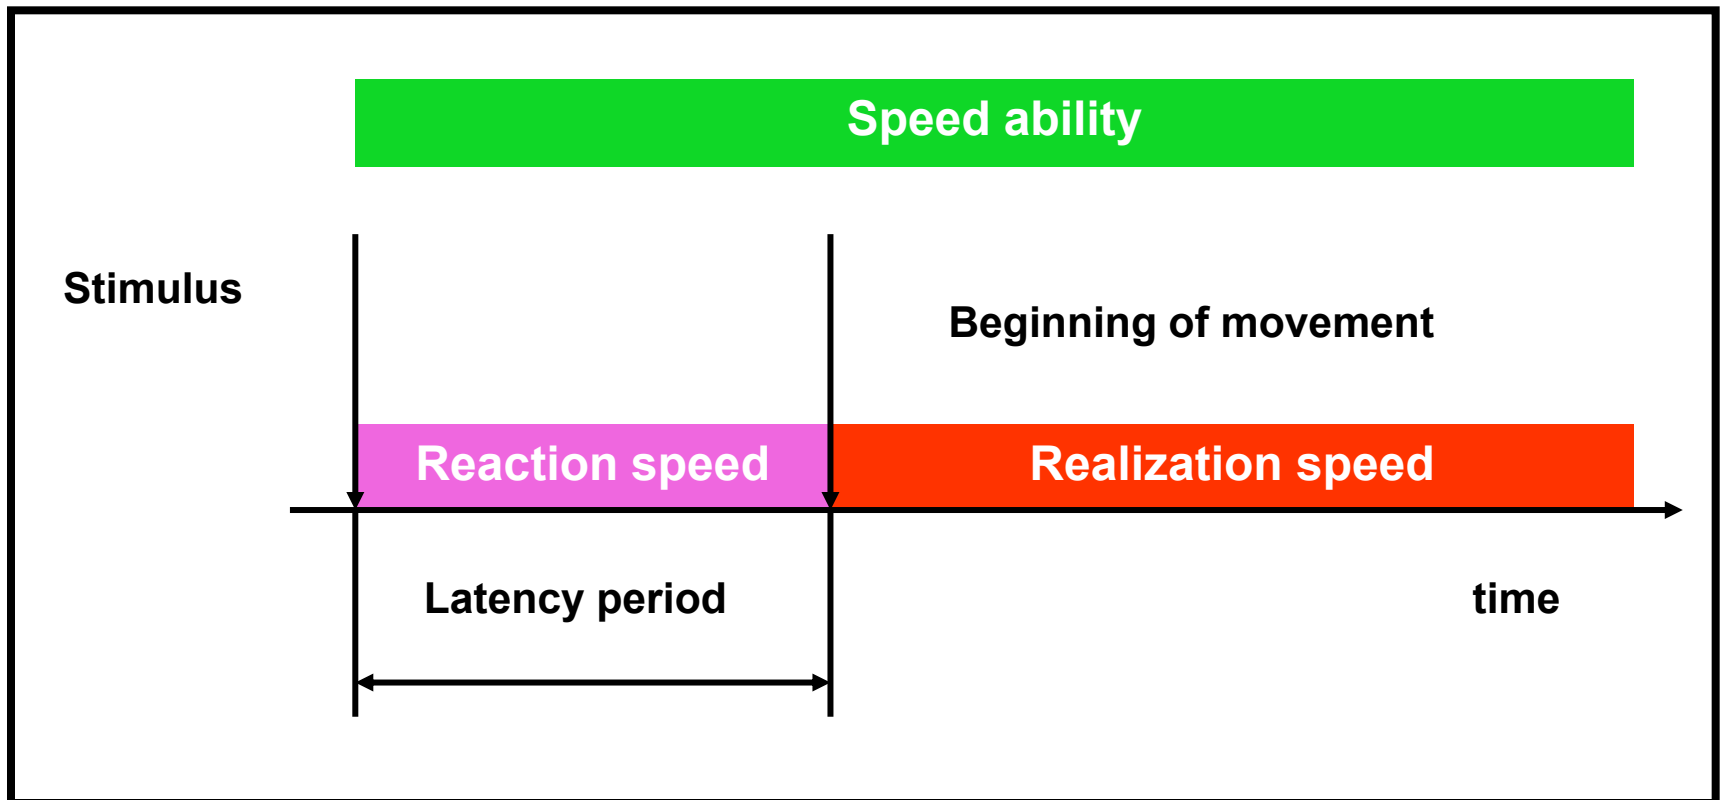 Speed ability
Stimulus
Beginning of movement
Reaction speed
Realization speed
Latency period
time